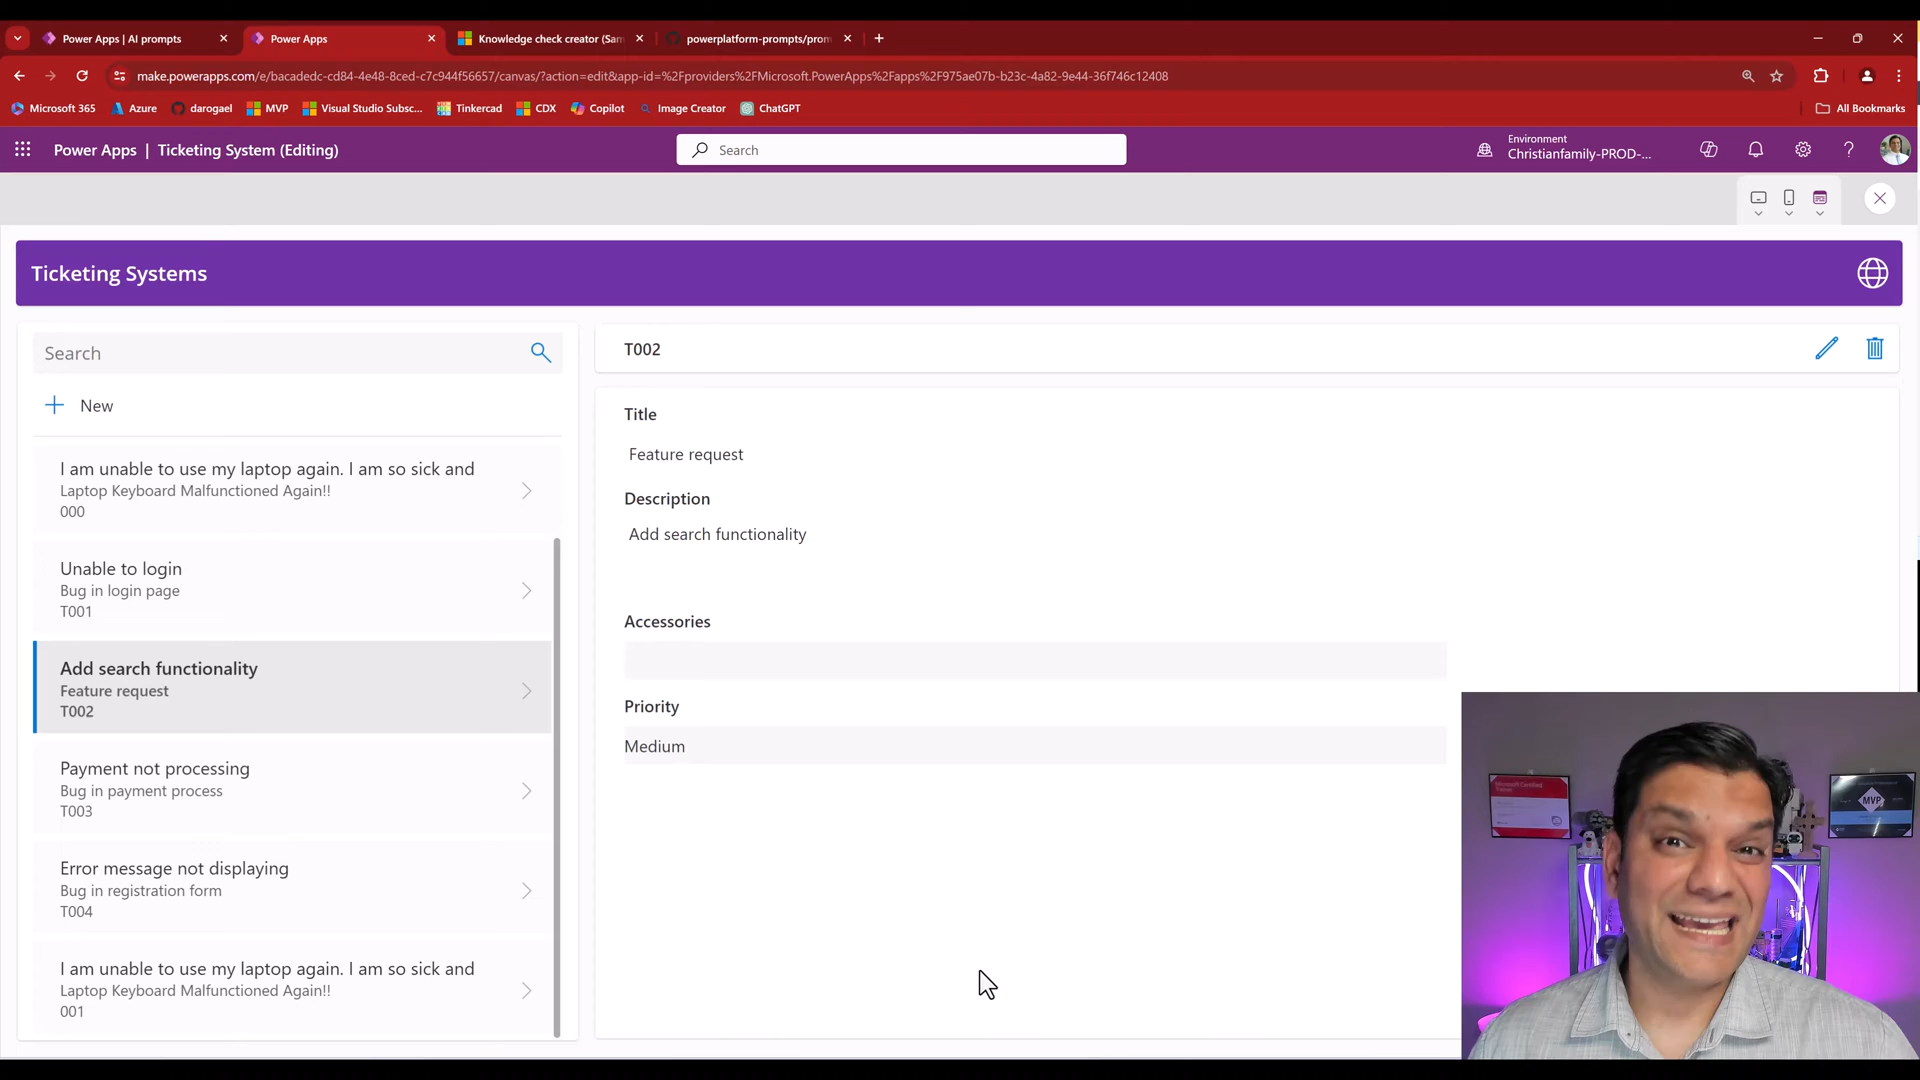 Power Apps | AI prompts
Power Apps
Knowledge check creator (Sam
powerplatform-prompts/prom
make.powerapps.com/e/bacadedc-cd84-4e48-8ced-c7c944f56657/canvas/?action=edit&app-id=%2Fproviders%2FMicrosoft.PowerApps%2Fapps%2F975ae07b-b23c-4a82-9e44-36f746c12408
Microsoft 365
Azure
darogael
MVP
Visual Studio Subsc...
Tinkercad
CDX
Copilot
Image Creator
ChatGPT
All Bookmarks
Power Apps | Ticketing System (Editing)
Search
Environment
Christianfamily-PROD-...
Ticketing Systems
Search
New
I am unable to use my laptop again. I am so sick and
Laptop Keyboard Malfunctioned Again!!
000
Unable to login
Bug in login page
T001
Add search functionality
Feature request
T002
Payment not processing
Bug in payment process
T003
Error message not displaying
Bug in registration form
T004
I am unable to use my laptop again. I am so sick and
Laptop Keyboard Malfunctioned Again!!
001
T002
Title
Feature request
Description
Add search functionality
Accessories
Priority
Medium
Microsoft Certified
Trainer
MVP